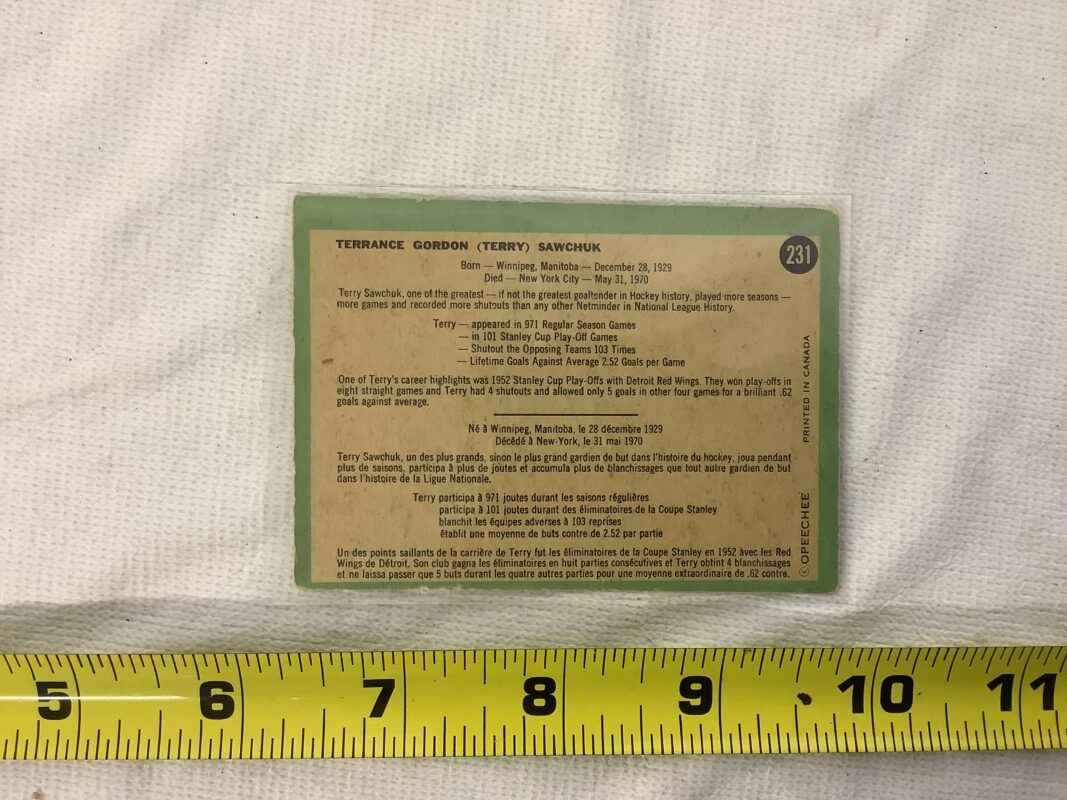 TERRANCE GORDON (TERRY) SAWCHUK
231
Born — Winnipeg, Manitoba — December 28, 1929
Died — New York City — May 31, 1970
Terry Sawchuk, one of the greatest — if not the greatest goaltender in Hockey history, played more seasons —
more games and recorded more shutouts than any other Netminder in National League History.
Terry — appeared in 971 Regular Season Games
— in 101 Stanley Cup Play-Off Games
— Shutout the Opposing Teams 103 Times
— Lifetime Goals Against Average 2.52 Goals per Game
One of Terry's career highlights was 1952 Stanley Cup Play-Offs with Detroit Red Wings. They won play-offs in
eight straight games and Terry had 4 shutouts and allowed only 5 goals in other four games for a brilliant .62
goals against average.
Né à Winnipeg, Manitoba, le 28 décembre 1929
Décédé à New-York, le 31 mai 1970
Terry Sawchuk, un des plus grands, sinon le plus grand gardien de but dans l'histoire du hockey, joua pendant
plus de saisons, participa à plus de joutes et accumula plus de blanchissages que tout autre gardien de but
dans l'histoire de la Ligue Nationale.
Terry participa à 971 joutes durant les saisons régulières
participa à 101 joutes durant des éliminatoires de la Coupe Stanley
blanchit les équipes adverses à 103 reprises
établit une moyenne de buts contre de 2.52 par partie
Un des points saillants de la carrière de Terry fut les éliminatoires de la Coupe Stanley en 1952 avec les Red
Wings de Détroit. Son club gagna les éliminatoires en huit parties consécutives et Terry obtint 4 blanchissages
et ne laissa passer que 5 buts durant les quatre autres parties pour une moyenne extraordinaire de .62 contre.
© OPEECHEE PRINTED IN CANADA
5 6 7 8 9 10 11